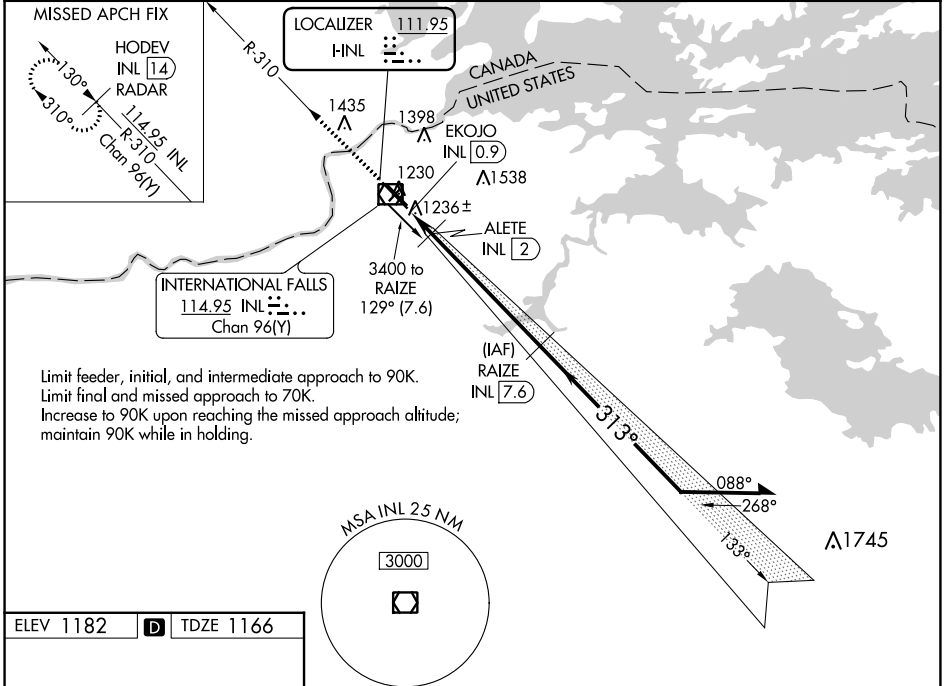 MISSED APCH FIX
HODEV
INL 14
RADAR
130°
310°
114.95 INL
R-310
Chan 96(Y)
R-310
LOCALIZER 111.95
I-INL
CANADA
UNITED STATES
1435
1398
EKOJO
INL 0.9
1538
1230
1236±
ALETE
INL 2
3400 to
RAIZE
129° (7.6)
INTERNATIONAL FALLS
114.95 INL
Chan 96(Y)
(IAF)
RAIZE
INL 7.6
Limit feeder, initial, and intermediate approach to 90K.
Limit final and missed approach to 70K.
Increase to 90K upon reaching the missed approach altitude;
maintain 90K while in holding.
313°
088°
268°
133°
1745
MSA INL 25 NM
3000
ELEV 1182 D TDZE 1166